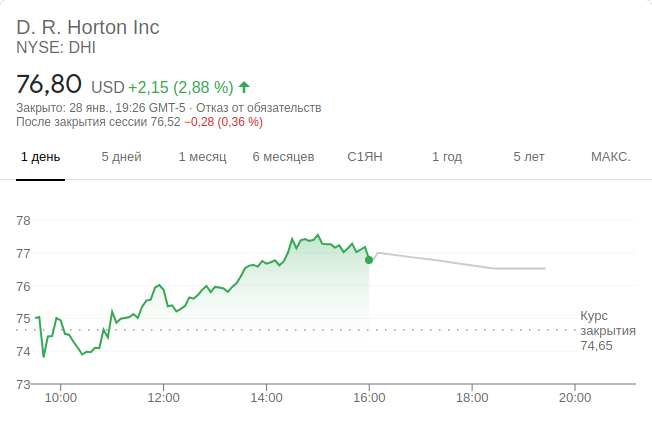 D. R. Horton Inc
NYSE: DHI
76,80 USD +2,15 (2,88 %)
Закрыто: 28 янв., 19:26 GMT-5 · Отказ от обязательств
После закрытия сессии 76,52 −0,28 (0,36 %)
1 день 5 дней 1 месяц 6 месяцев С1ЯН 1 год 5 лет МАКС.
78
77
76
75
74
73
Курс
закрытия
74,65
10:00 12:00 14:00 16:00 18:00 20:00